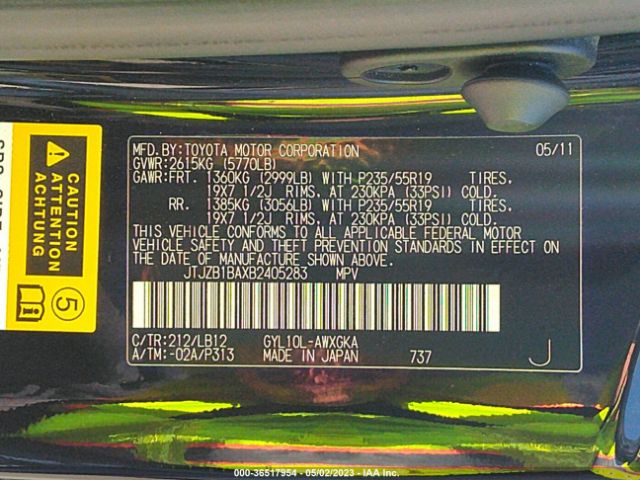 MFD.BY:TOYOTA MOTOR CORPORATION 05/11
GVWR:2615KG (5770LB)
GAWR:FRT. 1360KG (2999LB) WITH P235/55R19 TIRES.
19X7 1/2J RIMS. AT 230KPA (33PSI) COLD.
RR. 1385KG (3056LB) WITH P235/55R19 TIRES.
19X7 1/2J RIMS. AT 230KPA (33PSI) COLD.
THIS VEHICLE CONFORMS TO ALL APPLICABLE FEDERAL MOTOR
VEHICLE SAFETY AND THEFT PREVENTION STANDARDS IN EFFECT ON
THE DATE OF MANUFACTURE SHOWN ABOVE.
JTJZB1BAXB2405283 MPV
C/TR:212/LB12 GYL10L-AWXGKA
A/TM:-02A/P313 MADE IN JAPAN 737 J
CAUTION
ATTENTION
ACHTUNG
5
000-36517954 - 05/02/2023 - IAA Inc.